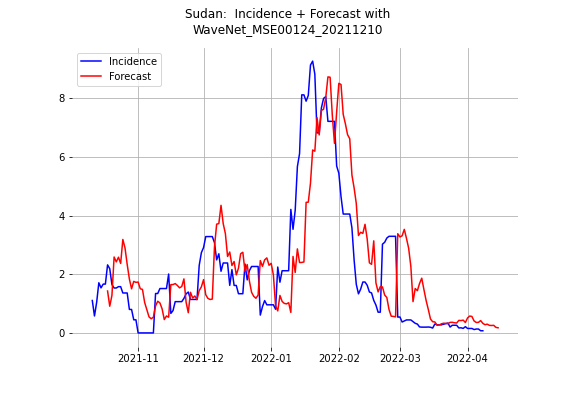 Sudan:  Incidence + Forecast with
WaveNet_MSE00124_20211210
Incidence
Forecast
8
6
4
2
0
2021-11
2021-12
2022-01
2022-02
2022-03
2022-04